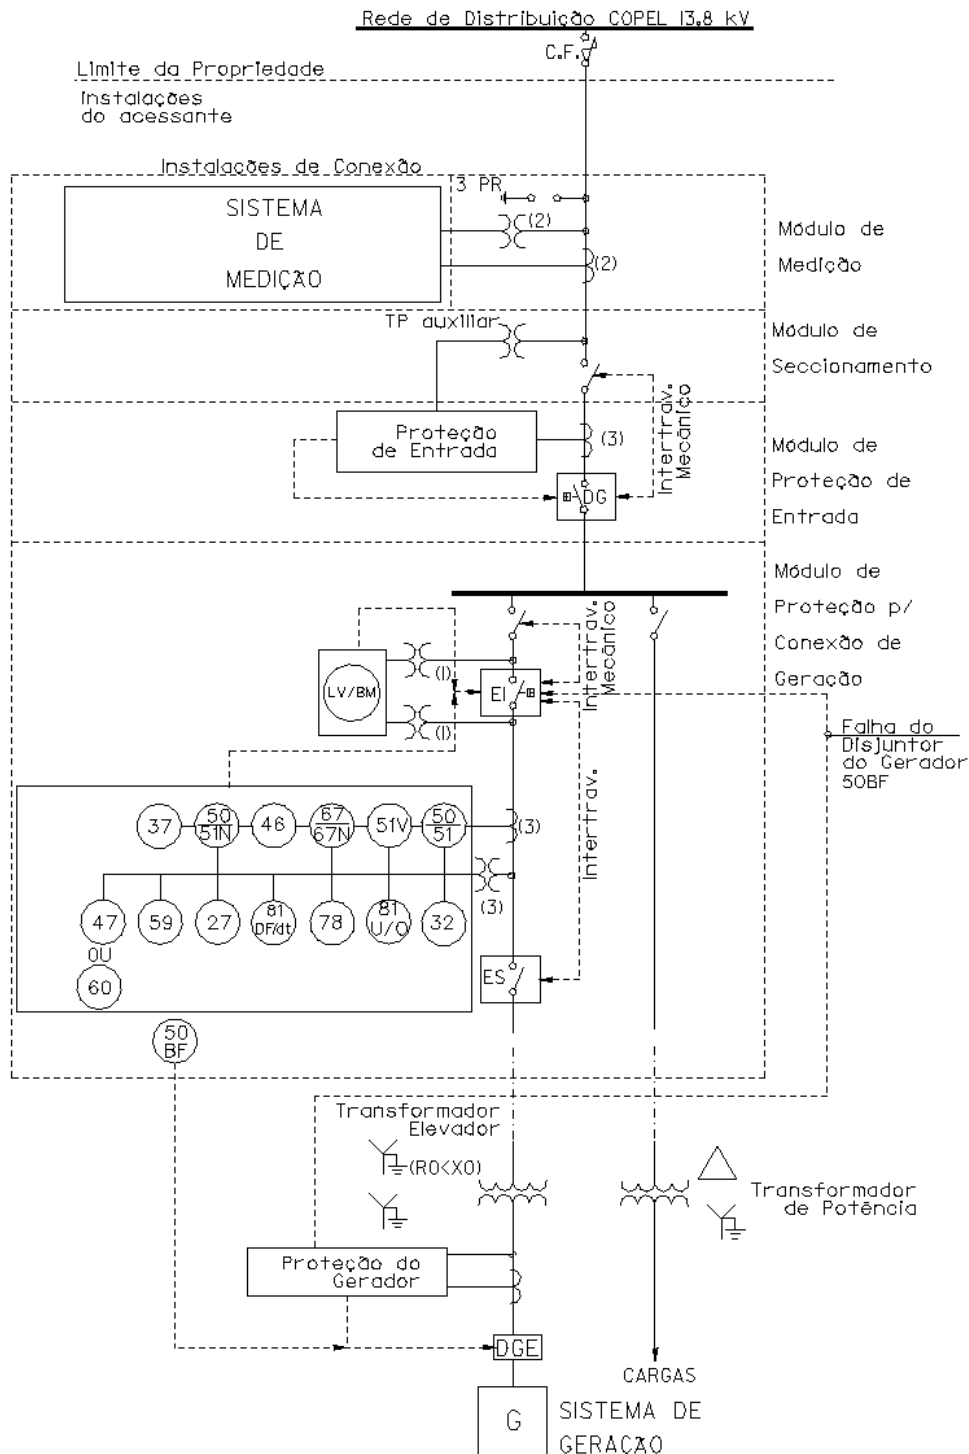 Rede de Distribuição COPEL 13,8 kV
C.F.
Limite da Propriedade
Instalações
do acessante
Instalações de Conexão
3 PR
SISTEMA
DE
MEDIÇÃO
(2)
(2)
Módulo de
Medição
TP auxiliar
Módulo de
Seccionamento
Intertrav.
Mecânico
Proteção
de Entrada
(3)
DG
Módulo de
Proteção de
Entrada
Módulo de
Proteção p/
Conexão de
Geração
Intertrav.
Mecânico
LV/BM
(1)
(1)
EI
Falha do
Disjuntor
do Gerador
50BF
Intertrav.
37
50
51N
46
67
67N
51V
50
51
(3)
47
59
27
81
DF/dt
78
81
U/O
32
(3)
OU
60
ES
50
BF
Transformador
Elevador
(R0<X0)
Transformador
de Potência
Proteção do
Gerador
DGE
CARGAS
G
SISTEMA DE
GERAÇÃO